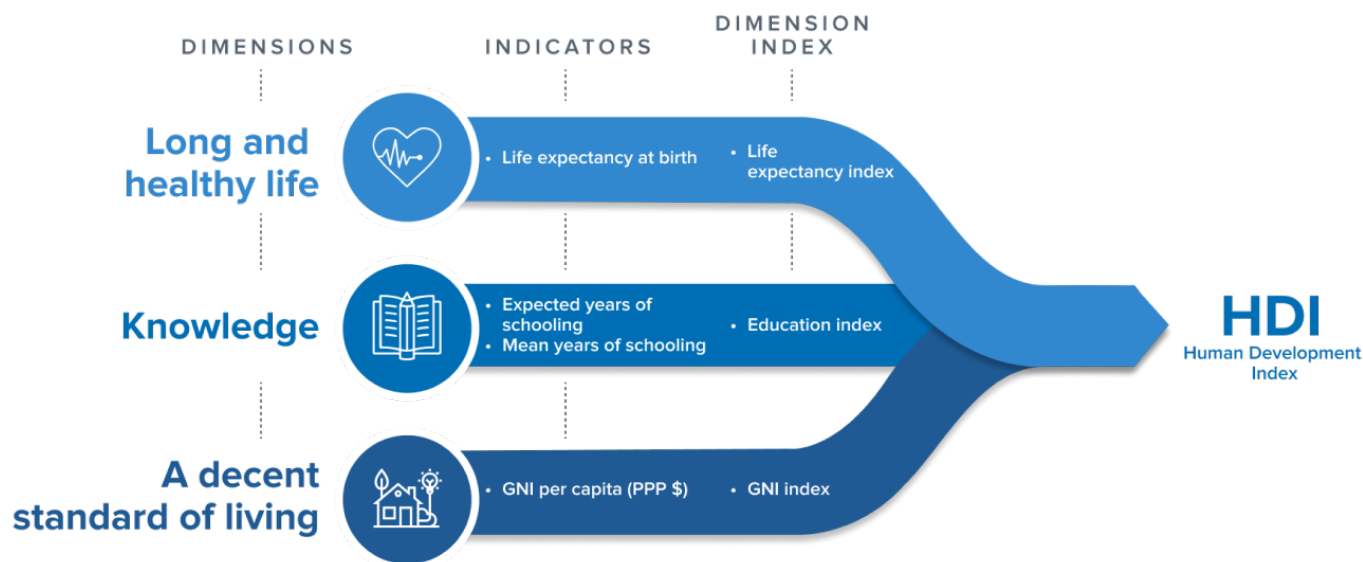 DIMENSIONS
INDICATORS
DIMENSION
INDEX
Long and
healthy life
• Life expectancy at birth
• Life
expectancy index
Knowledge
• Expected years of
schooling
• Mean years of schooling
• Education index
A decent
standard of living
• GNI per capita (PPP $)
• GNI index
HDI
Human Development
Index